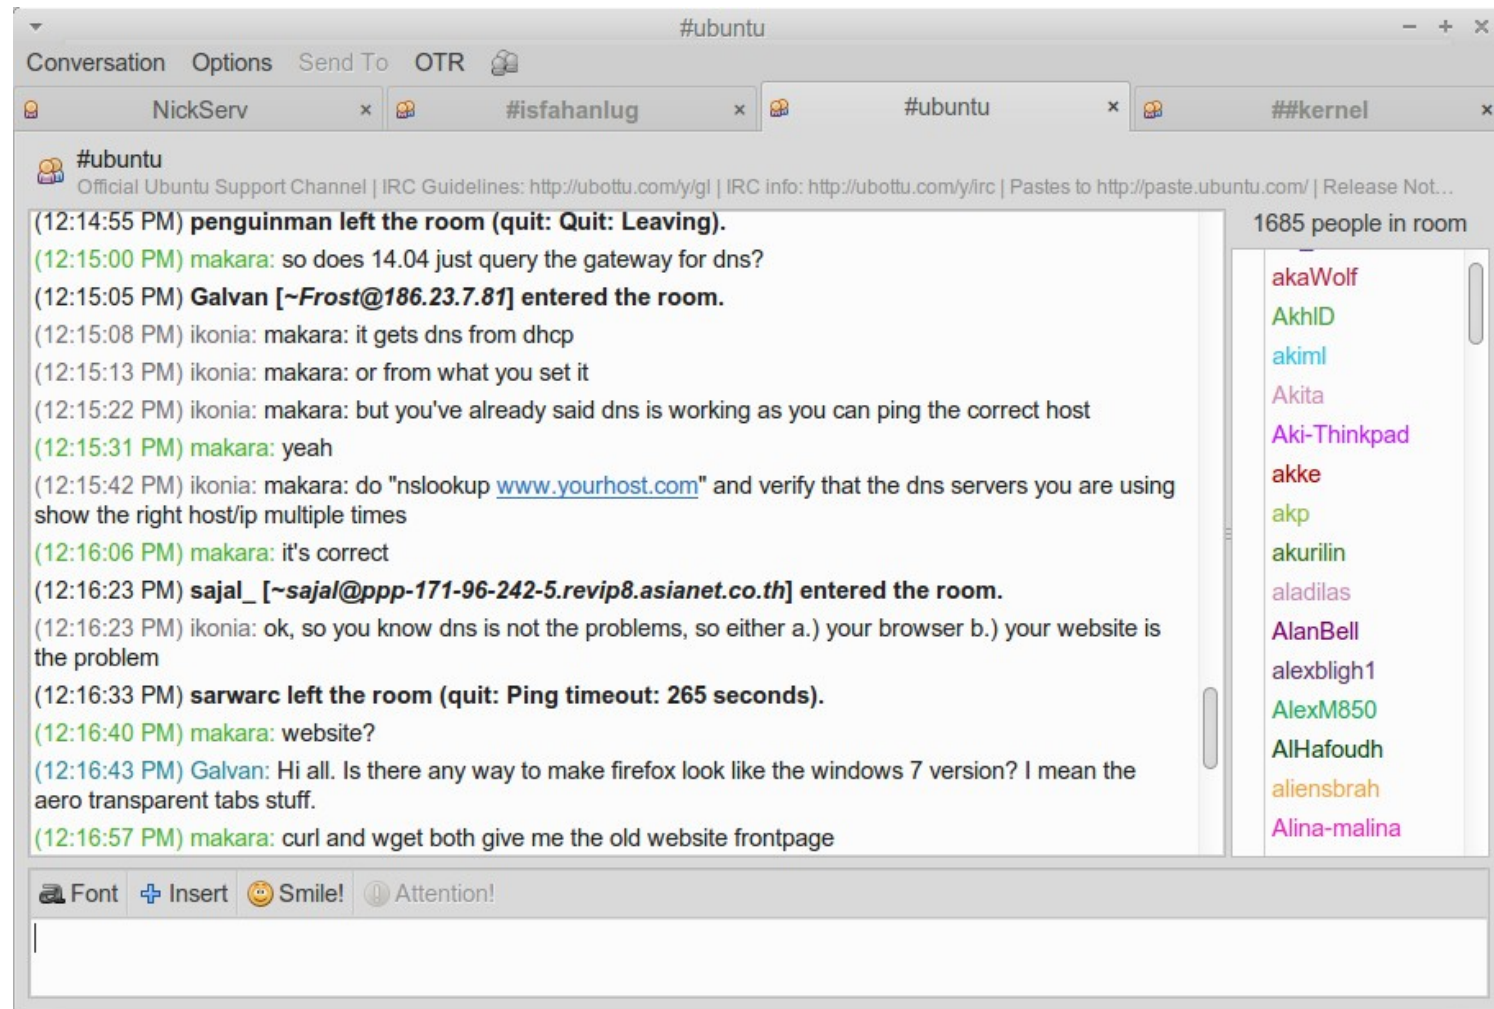 #ubuntu
Conversation Options Send To OTR
NickServ #isfahanlug #ubuntu ##kernel
#ubuntu
Official Ubuntu Support Channel | IRC Guidelines: http://ubottu.com/y/gl | IRC info: http://ubottu.com/y/irc | Pastes to http://paste.ubuntu.com/ | Release Not...
(12:14:55 PM) penguinman left the room (quit: Quit: Leaving).
(12:15:00 PM) makara: so does 14.04 just query the gateway for dns?
(12:15:05 PM) Galvan [~Frost@186.23.7.81] entered the room.
(12:15:08 PM) ikonia: makara: it gets dns from dhcp
(12:15:13 PM) ikonia: makara: or from what you set it
(12:15:22 PM) ikonia: makara: but you've already said dns is working as you can ping the correct host
(12:15:31 PM) makara: yeah
(12:15:42 PM) ikonia: makara: do "nslookup www.yourhost.com" and verify that the dns servers you are using
show the right host/ip multiple times
(12:16:06 PM) makara: it's correct
(12:16:23 PM) sajal_ [~sajal@ppp-171-96-242-5.revip8.asianet.co.th] entered the room.
(12:16:23 PM) ikonia: ok, so you know dns is not the problems, so either a.) your browser b.) your website is
the problem
(12:16:33 PM) sarwarc left the room (quit: Ping timeout: 265 seconds).
(12:16:40 PM) makara: website?
(12:16:43 PM) Galvan: Hi all. Is there any way to make firefox look like the windows 7 version? I mean the
aero transparent tabs stuff.
(12:16:57 PM) makara: curl and wget both give me the old website frontpage
1685 people in room
akaWolf
AkhID
akiml
Akita
Aki-Thinkpad
akke
akp
akurilin
aladilas
AlanBell
alexbligh1
AlexM850
AlHafoudh
aliensbrah
Alina-malina
Font Insert Smile! Attention!